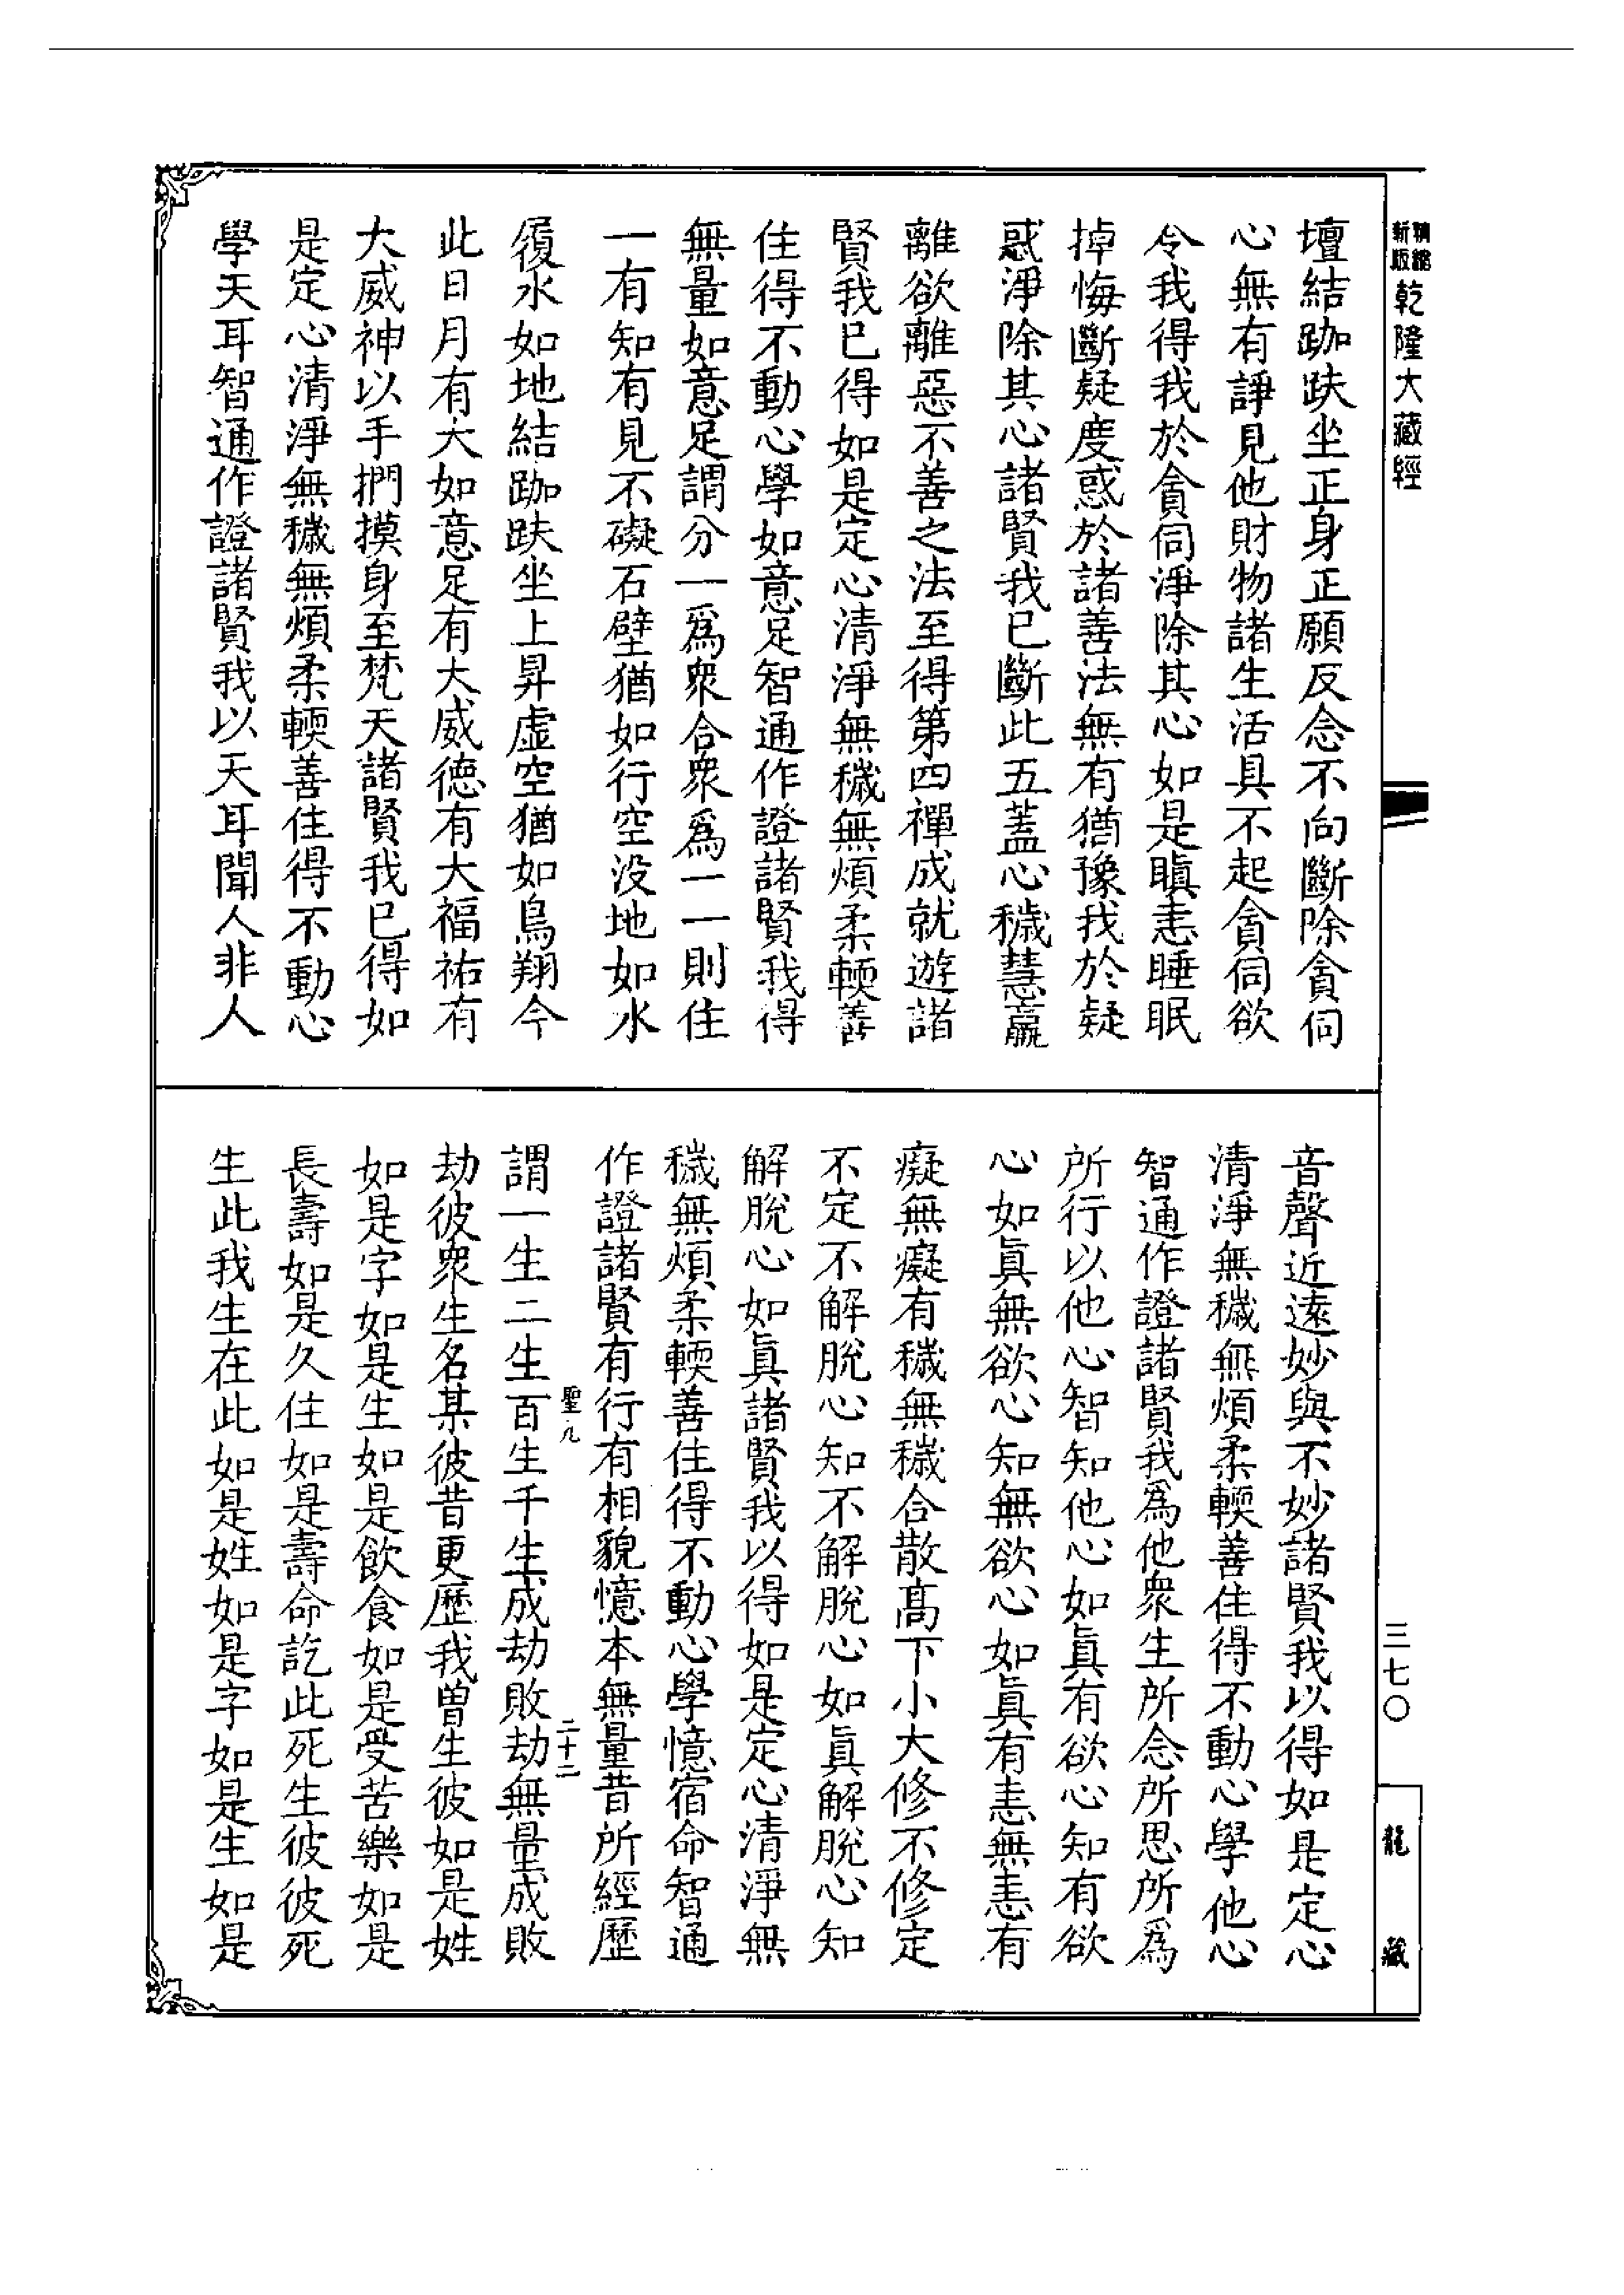 精縮新版乾隆大藏經
壇結跏趺坐正身正願反念不向斷除貪伺
心無有諍見他財物諸生活具不起貪伺欲
令我得我於貪伺淨除其心如是瞋恚睡眠
掉悔斷疑度惑於諸善法無有猶豫我於疑
惑淨除其心諸賢我已斷此五蓋心穢慧羸
離欲離惡不善之法至得第四禪成就遊諸
賢我已得如是定心清淨無穢無煩柔輭善
住得不動心學如意足智通作證諸賢我得
無量如意足謂分一爲衆合衆爲一一則住
一有知有見不礙石壁猶如行空没地如水
履水如地結跏趺坐上昇虛空猶如鳥翔今
此日月有大如意足有大威德有大福祐有
大威神以手捫摸身至梵天諸賢我已得如
是定心清淨無穢無煩柔輭善住得不動心
學天耳智通作證諸賢我以天耳聞人非人
音聲近遠妙與不妙諸賢我以得如是定心
清淨無穢無煩柔輭善住得不動心學他心
智通作證諸賢我爲他衆生所念所思所爲
所行以他心智知他心如眞有欲心知有欲
心如眞無欲心知無欲心如眞有恚無恚有
癡無癡有穢無穢合散髙下小大修不修定
不定不解脫心知不解脫心如眞解脫心知
解脫心如眞諸賢我以得如是定心清淨無
穢無煩柔輭善住得不動心學憶宿命智通
作證諸賢有行有相貌憶本無量昔所經歷
聖九 二十二
謂一生二生百生千生成劫敗劫無量成敗
劫彼衆生名某彼昔更歷我曽生彼如是姓
如是字如是生如是飲食如是受苦樂如是
長壽如是久住如是壽命訖此死生彼彼死
生此我生在此如是姓如是字如是生如是
三七〇
龍藏